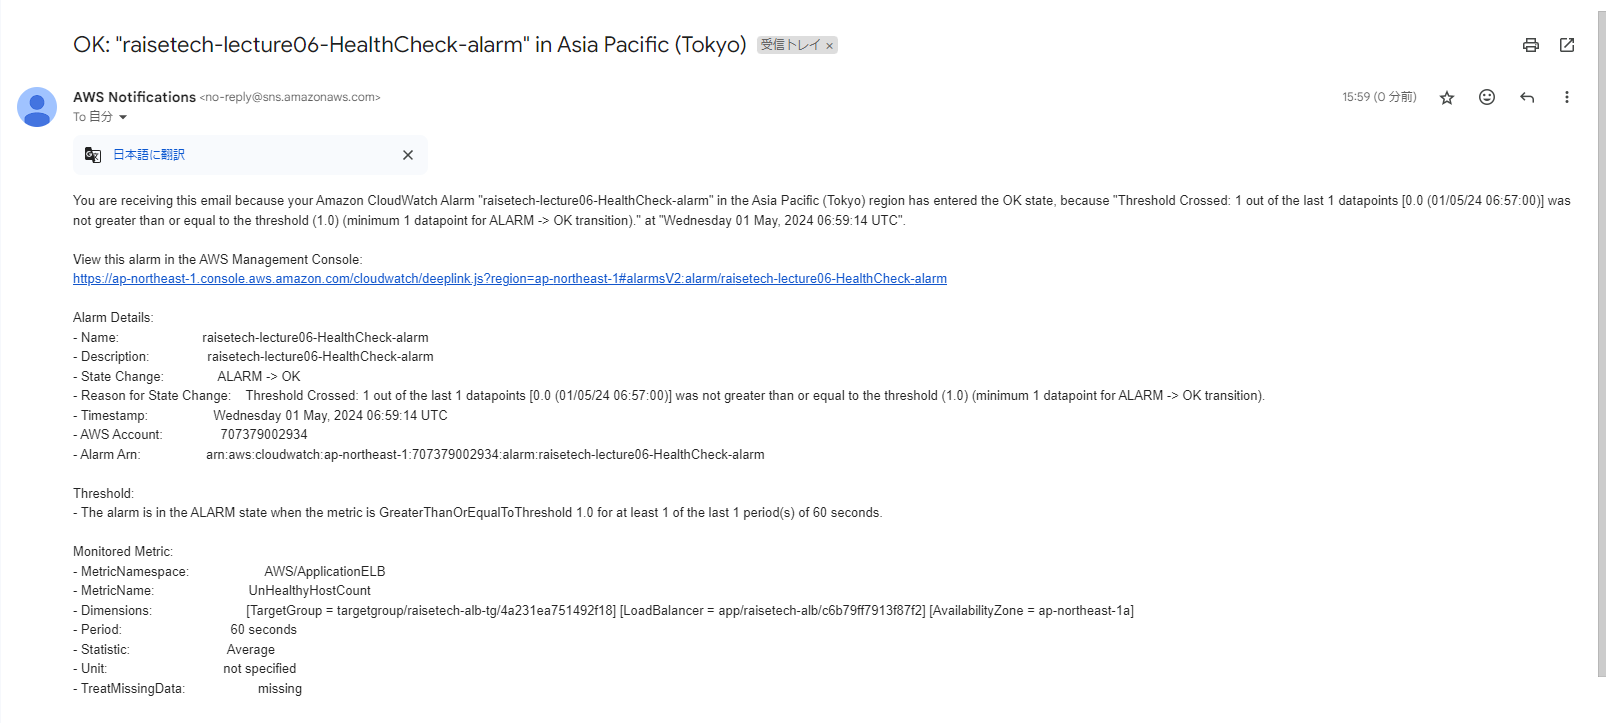 OK: "raisetech-lecture06-HealthCheck-alarm" in Asia Pacific (Tokyo) 受信トレイ ×
AWS Notifications <no-reply@sns.amazonaws.com> 15:59 (0 分前)
To 自分
日本語に翻訳
You are receiving this email because your Amazon CloudWatch Alarm "raisetech-lecture06-HealthCheck-alarm" in the Asia Pacific (Tokyo) region has entered the OK state, because "Threshold Crossed: 1 out of the last 1 datapoints [0.0 (01/05/24 06:57:00)] was
not greater than or equal to the threshold (1.0) (minimum 1 datapoint for ALARM -> OK transition)." at "Wednesday 01 May, 2024 06:59:14 UTC".
View this alarm in the AWS Management Console:
https://ap-northeast-1.console.aws.amazon.com/cloudwatch/deeplink.js?region=ap-northeast-1#alarmsV2:alarm/raisetech-lecture06-HealthCheck-alarm
Alarm Details:
- Name: raisetech-lecture06-HealthCheck-alarm
- Description: raisetech-lecture06-HealthCheck-alarm
- State Change: ALARM -> OK
- Reason for State Change: Threshold Crossed: 1 out of the last 1 datapoints [0.0 (01/05/24 06:57:00)] was not greater than or equal to the threshold (1.0) (minimum 1 datapoint for ALARM -> OK transition).
- Timestamp: Wednesday 01 May, 2024 06:59:14 UTC
- AWS Account: 707379002934
- Alarm Arn: arn:aws:cloudwatch:ap-northeast-1:707379002934:alarm:raisetech-lecture06-HealthCheck-alarm
Threshold:
- The alarm is in the ALARM state when the metric is GreaterThanOrEqualToThreshold 1.0 for at least 1 of the last 1 period(s) of 60 seconds.
Monitored Metric:
- MetricNamespace: AWS/ApplicationELB
- MetricName: UnHealthyHostCount
- Dimensions: [TargetGroup = targetgroup/raisetech-alb-tg/4a231ea751492f18] [LoadBalancer = app/raisetech-alb/c6b79ff7913f87f2] [AvailabilityZone = ap-northeast-1a]
- Period: 60 seconds
- Statistic: Average
- Unit: not specified
- TreatMissingData: missing